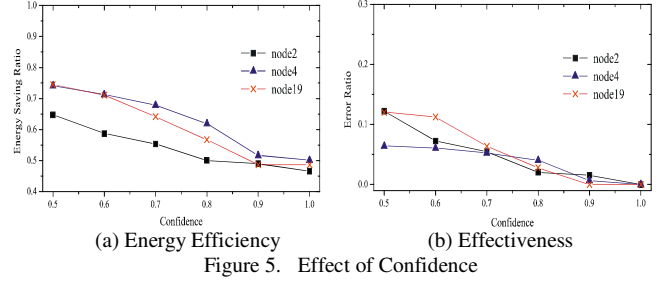 1.0
0.9
0.8
0.7
0.6
0.5
0.4
Energy Saving Ratio
node2
node4
node19
0.5 0.6 0.7 0.8 0.9 1.0
Confidence
(a) Energy Efficiency
0.3
0.2
0.1
0.0
Error Ratio
node2
node4
node19
0.5 0.6 0.7 0.8 0.9 1.0
Confidence
(b) Effectiveness
Figure 5. Effect of Confidence